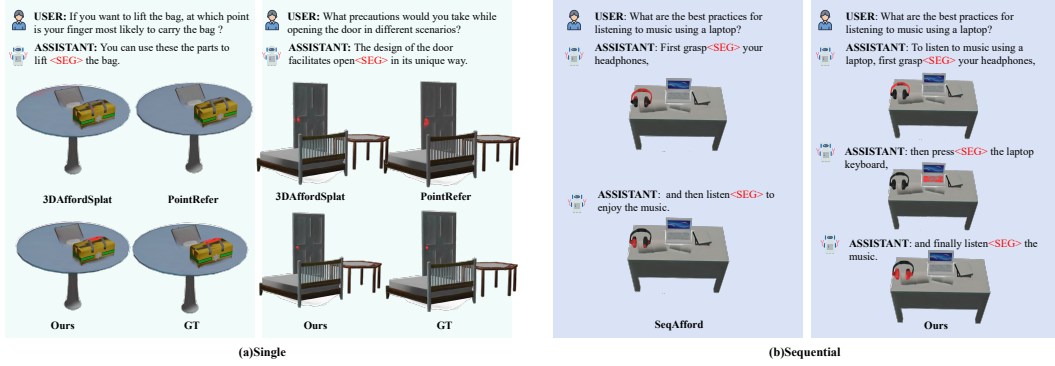 USER: If you want to lift the bag, at which point
is your finger most likely to carry the bag ?
ASSISTANT: You can use these the parts to
lift <SEG> the bag.
3DAffordSplat
PointRefer
Ours
GT
USER: What precautions would you take while
opening the door in different scenarios?
ASSISTANT: The design of the door
facilitates open<SEG> in its unique way.
3DAffordSplat
PointRefer
Ours
GT
(a)Single
USER: What are the best practices for
listening to music using a laptop?
ASSISTANT: First grasp<SEG> your
headphones,
ASSISTANT: and then listen<SEG> to
enjoy the music.
SeqAfford
USER: What are the best practices for
listening to music using a laptop?
ASSISTANT: To listen to music using a
laptop, first grasp<SEG> your headphones,
ASSISTANT: then press<SEG> the laptop
keyboard,
ASSISTANT: and finally listen<SEG> the
music.
Ours
(b)Sequential